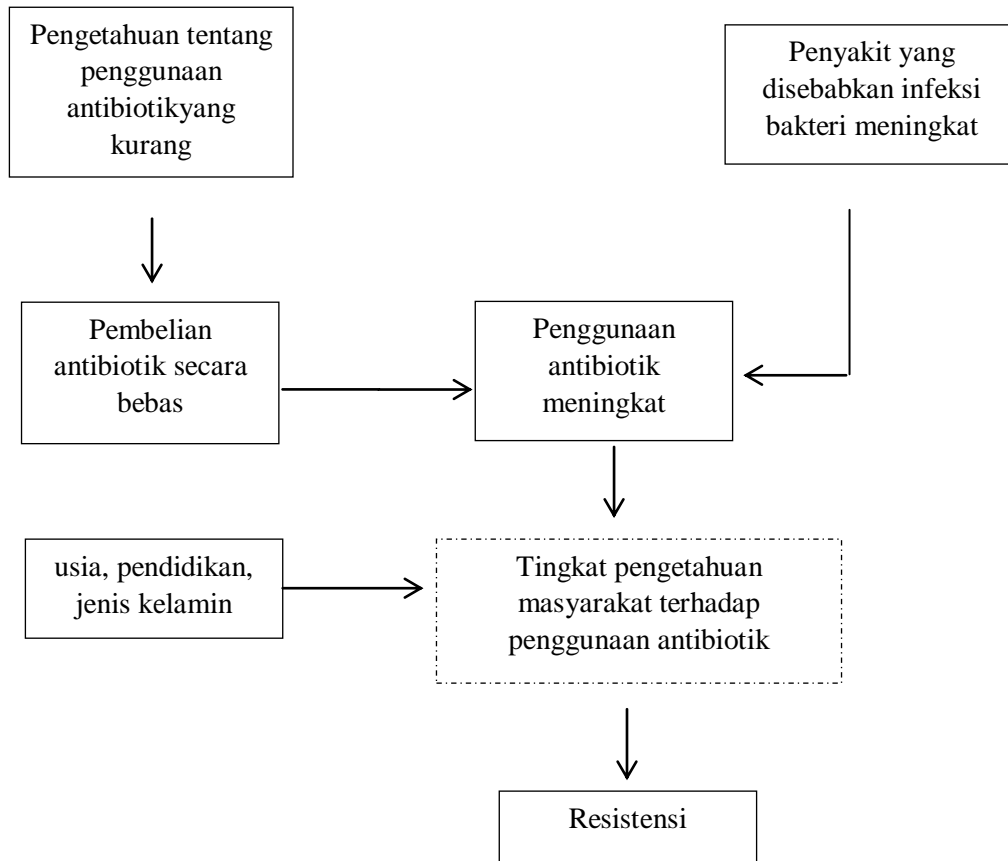 Pengetahuan tentang
penggunaan
antibiotikyang
kurang
Penyakit yang
disebabkan infeksi
bakteri meningkat
Pembelian
antibiotik secara
bebas
Penggunaan
antibiotik
meningkat
usia, pendidikan,
jenis kelamin
Tingkat pengetahuan
masyarakat terhadap
penggunaan antibiotik
Resistensi